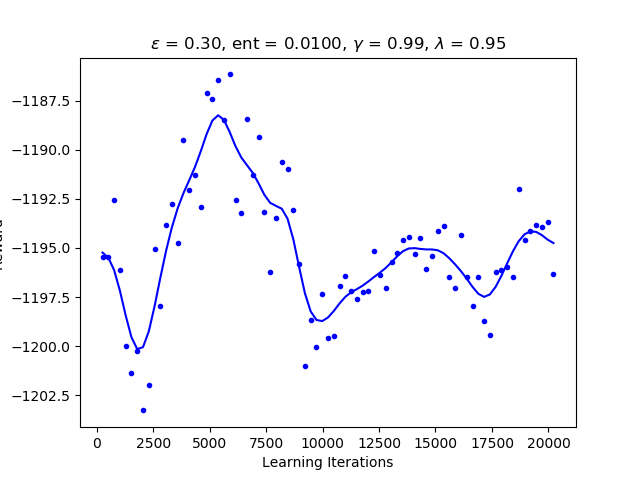 ε = 0.30, ent = 0.0100, γ = 0.99, λ = 0.95
−1187.5
−1190.0
−1192.5
−1195.0
−1197.5
−1200.0
−1202.5
0 2500 5000 7500 10000 12500 15000 17500 20000
Learning Iterations